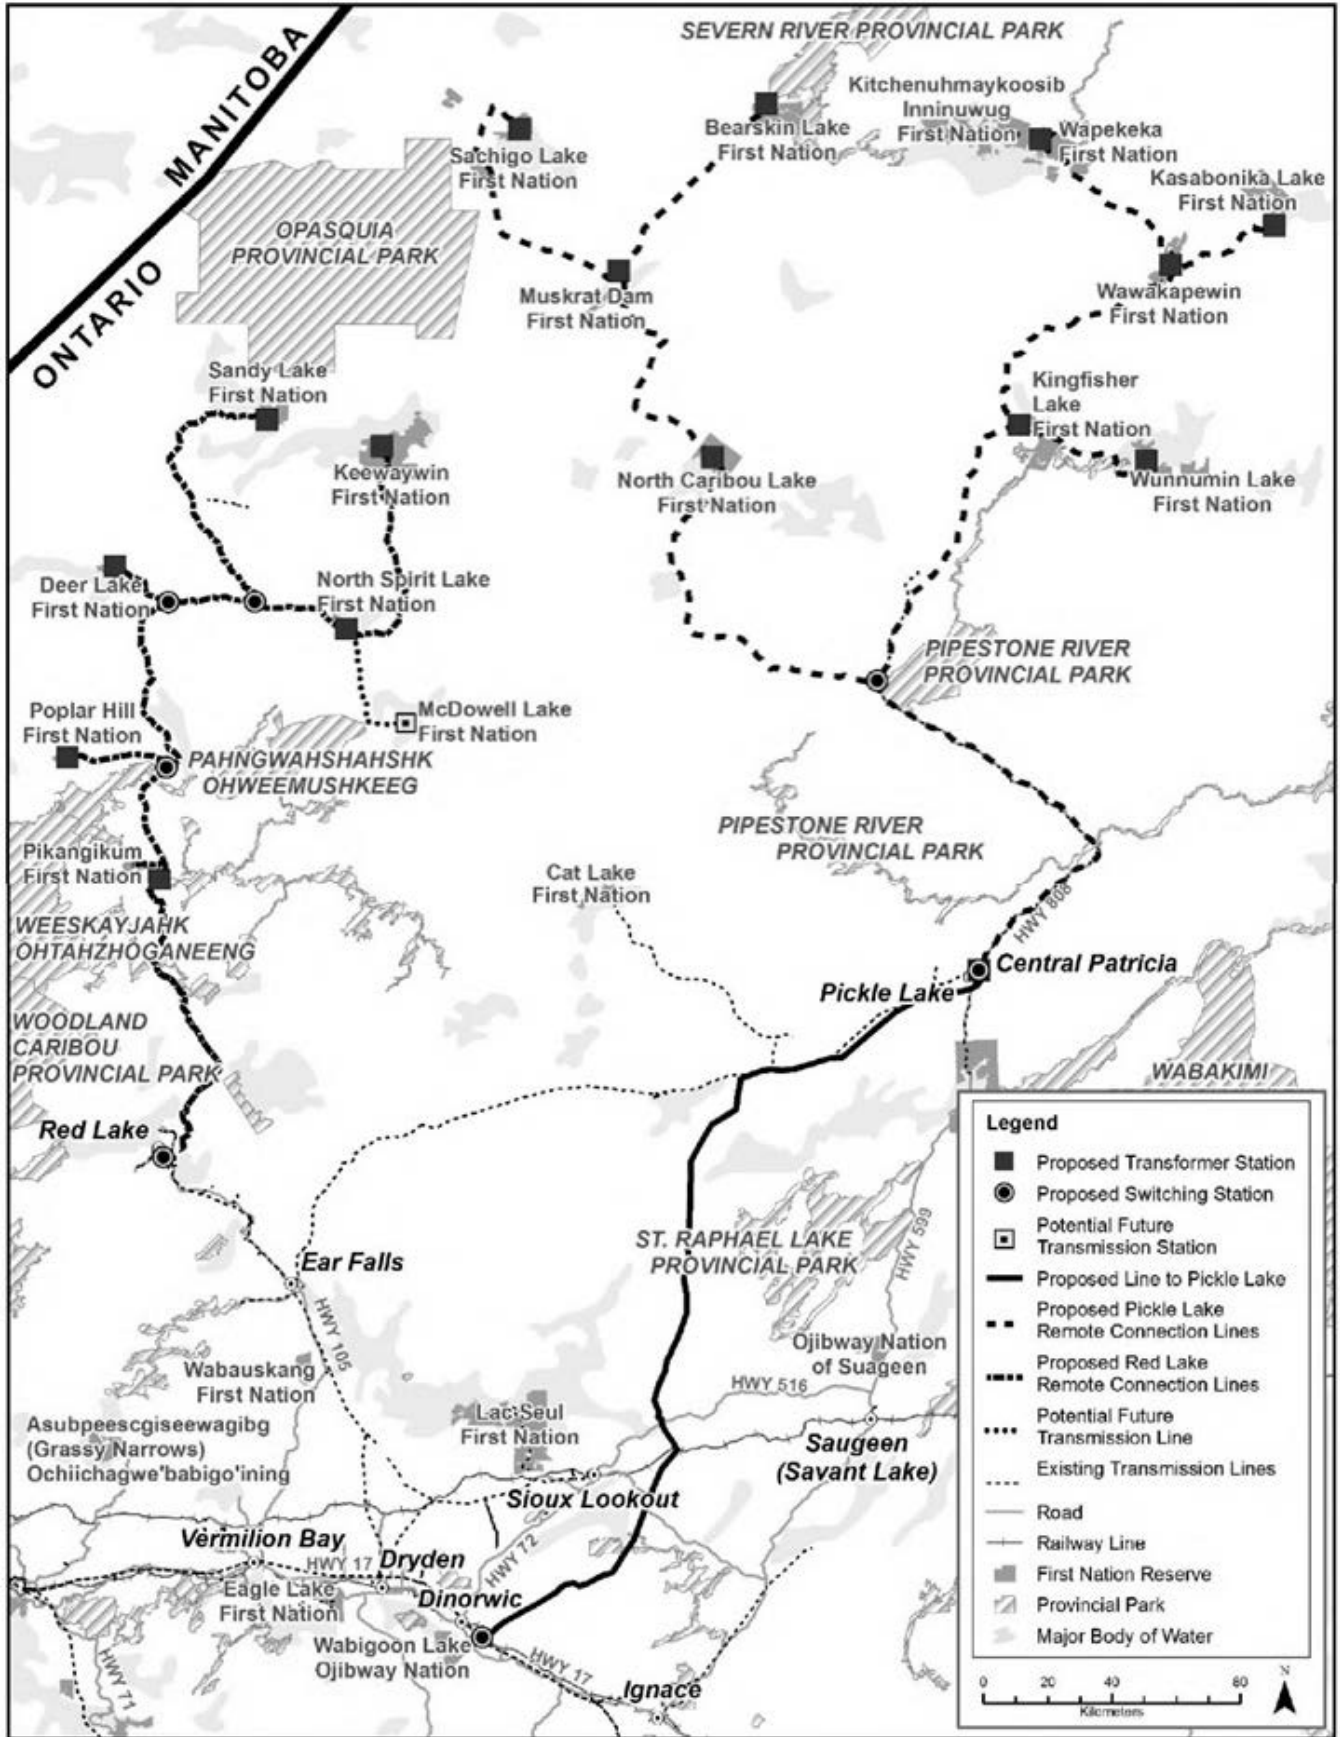 SEVERN RIVER PROVINCIAL PARK
MANITOBA
ONTARIO
Kitchenuhmaykoosib
Inninuwug
First Nation
Bearskin Lake
First Nation
Wapekeka
First Nation
Sachigo Lake
First Nation
Kasabonika Lake
First Nation
OPASQUIA
PROVINCIAL PARK
Muskrat Dam
First Nation
Wawakapewin
First Nation
Sandy Lake
First Nation
Kingfisher
Lake
First Nation
Keewaywin
First Nation
North Caribou Lake
First Nation
Wunnumin Lake
First Nation
Deer Lake
First Nation
North Spirit Lake
First Nation
PIPESTONE RIVER
PROVINCIAL PARK
Poplar Hill
First Nation
McDowell Lake
First Nation
PAHNGWAHSHAHSHK
OHWEEMUSHKEEG
PIPESTONE RIVER
PROVINCIAL PARK
Pikangikum
First Nation
Cat Lake
First Nation
HWY 808
WEESKAYJAHK
OHTAHZHOGANEENG
Central Patricia
Pickle Lake
WOODLAND
CARIBOU
PROVINCIAL PARK
WABAKIMI
Red Lake
ST. RAPHAEL LAKE
PROVINCIAL PARK
HWY 599
Ear Falls
HWY 105
Ojibway Nation
of Suageen
Wabauskang
First Nation
HWY 516
Lac Seul
First Nation
Asubpeescgiseewagibg
(Grassy Narrows)
Ochiichagwe'babigo'ining
Saugeen
(Savant Lake)
Sioux Lookout
Vermilion Bay
HWY 17
Dryden
HWY 72
Eagle Lake
First Nation
Dinorwic
Wabigoon Lake
Ojibway Nation
HWY 17
HWY 71
Ignace
Legend
Proposed Transformer Station
Proposed Switching Station
Potential Future
Transmission Station
Proposed Line to Pickle Lake
Proposed Pickle Lake
Remote Connection Lines
Proposed Red Lake
Remote Connection Lines
Potential Future
Transmission Line
Existing Transmission Lines
Road
Railway Line
First Nation Reserve
Provincial Park
Major Body of Water
0 20 40 60 80
Kilometers
N